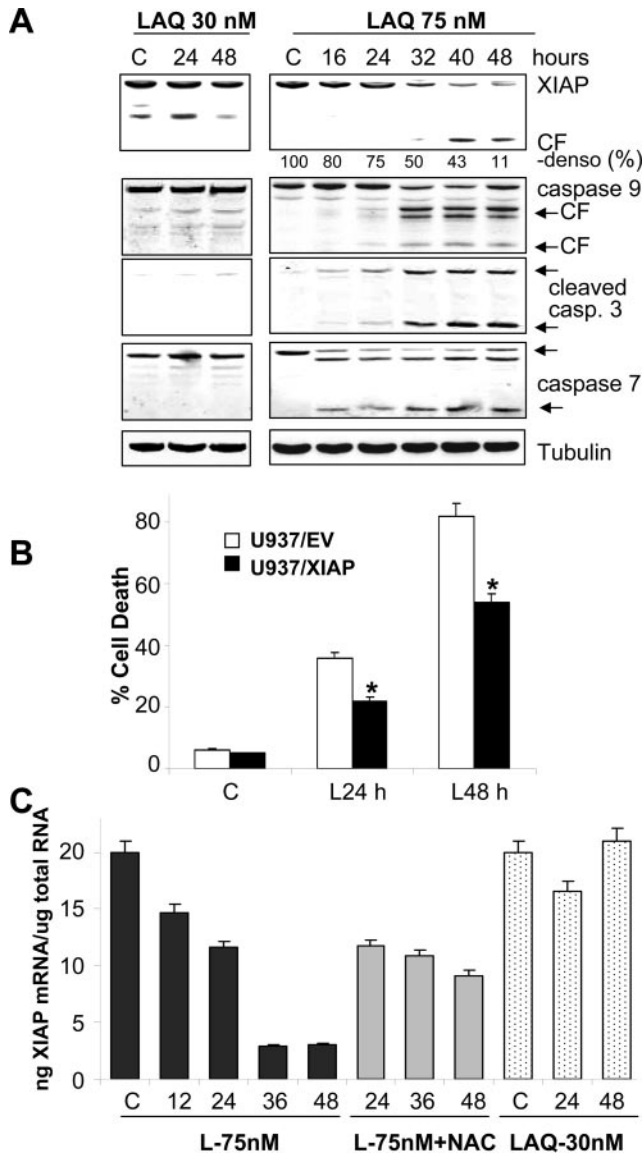 A
LAQ 30 nM LAQ 75 nM
C 24 48 C 16 24 32 40 48 hours
XIAP
CF
100 80 75 50 43 11 -denso (%)
caspase 9
CF
CF
cleaved
casp. 3
caspase 7
Tubulin
B
% Cell Death
80
60
40
20
0
U937/EV
U937/XIAP
*
*
C L24 h L48 h
C
ng XIAP mRNA/ug total RNA
20
15
10
5
0
C 12 24 36 48 24 36 48 C 24 48
L-75nM L-75nM+NAC LAQ-30nM